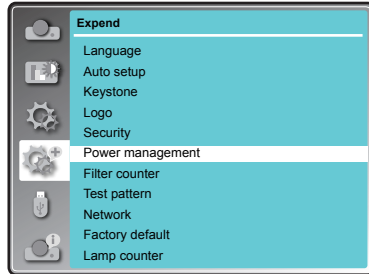 Expend
Language
Auto setup
Keystone
Logo
Security
Power management
Filter counter
Test pattern
Network
Factory default
Lamp counter